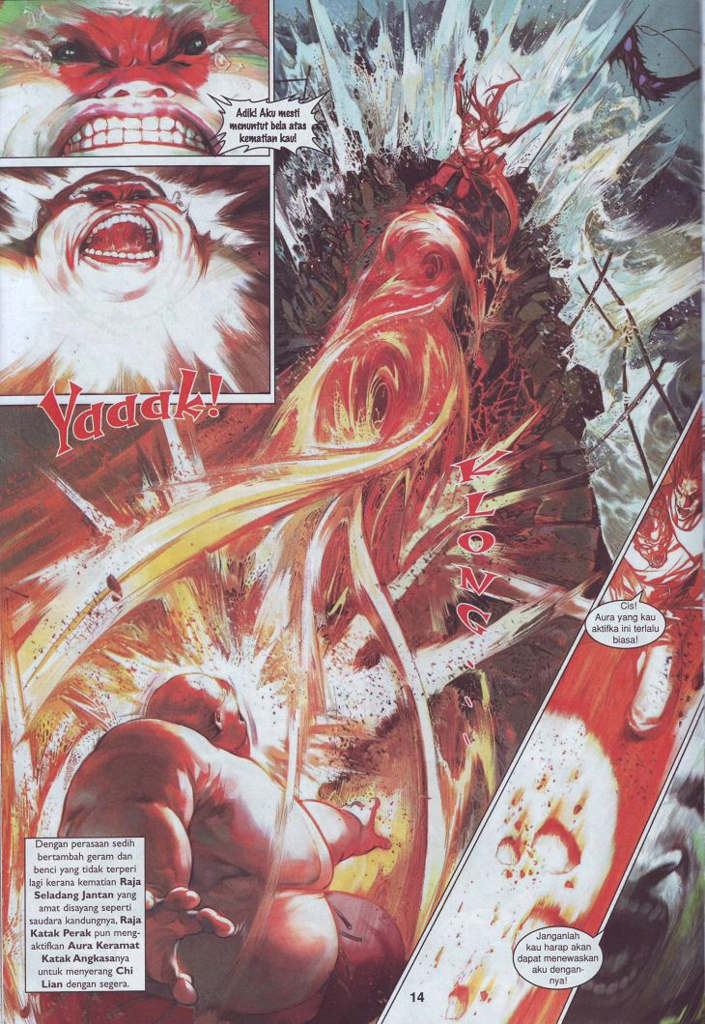 Adik! Aku mesti
menuntut bela atas
kematian kau!
Yaaak!
KLONG..!!
Cis!
Aura yang kau
aktifka ini terlalu
biasa!
Dengan perasaan sedih
bertambah geram dan
benci yang tidak terperi
lagi kerana kematian Raja
Seladang Jantan yang
amat disayang seperti
saudara kandungnya, Raja
Katak Perak pun meng-
aktifkan Aura Keramat
Katak Angkasanya
untuk menyerang Chi
Lian dengan segera.
Janganlah
kau harap akan
dapat menewaskan
aku dengan-
nya!
14